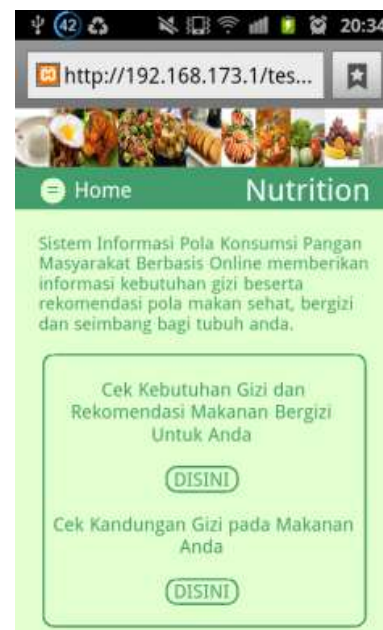 42
20:34
http://192.168.173.1/tes...
Home Nutrition
Sistem Informasi Pola Konsumsi Pangan
Masyarakat Berbasis Online memberikan
informasi kebutuhan gizi beserta
rekomendasi pola makan sehat, bergizi
dan seimbang bagi tubuh anda.
Cek Kebutuhan Gizi dan
Rekomendasi Makanan Bergizi
Untuk Anda
DISINI
Cek Kandungan Gizi pada Makanan
Anda
DISINI